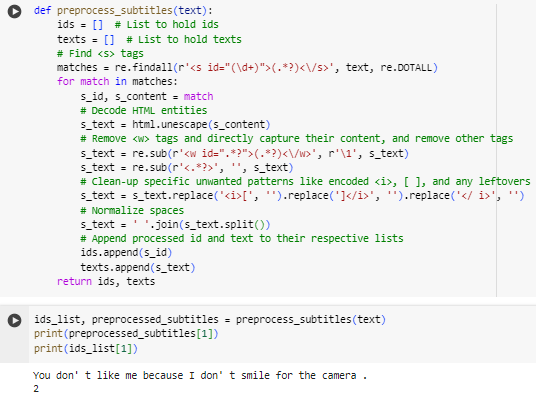 def preprocess_subtitles(text):
    ids = []  # List to hold ids
    texts = []  # List to hold texts
    # Find <s> tags
    matches = re.findall(r'<s id="(\d+)">(.*?)<\/s>', text, re.DOTALL)
    for match in matches:
        s_id, s_content = match
        # Decode HTML entities
        s_text = html.unescape(s_content)
        # Remove <w> tags and directly capture their content, and remove other tags
        s_text = re.sub(r'<w id=".*?">(.*?)<\/w>', r'\1', s_text)
        s_text = re.sub(r'<.*?>', '', s_text)
        # Clean-up specific unwanted patterns like encoded <i>, [ ], and any leftovers
        s_text = s_text.replace('<i>[', '').replace(']</i>', '').replace('</ i>', '')
        # Normalize spaces
        s_text = ' '.join(s_text.split())
        # Append processed id and text to their respective lists
        ids.append(s_id)
        texts.append(s_text)
    return ids, texts
ids_list, preprocessed_subtitles = preprocess_subtitles(text)
print(preprocessed_subtitles[1])
print(ids_list[1])
You don' t like me because I don' t smile for the camera .
2